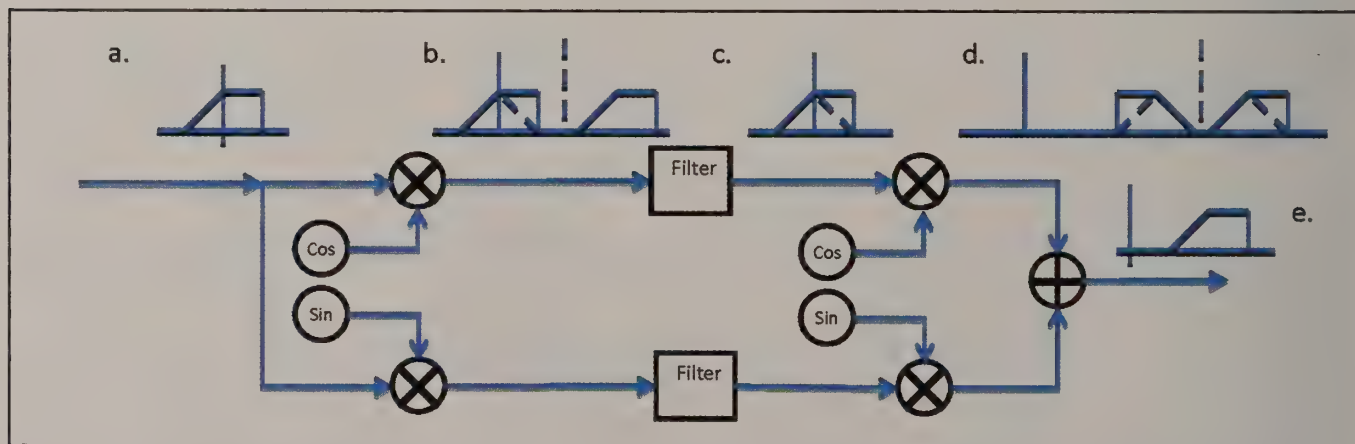 a.
b.
c.
d.
Filter
Cos
Cos
e.
Sin
Sin
Filter